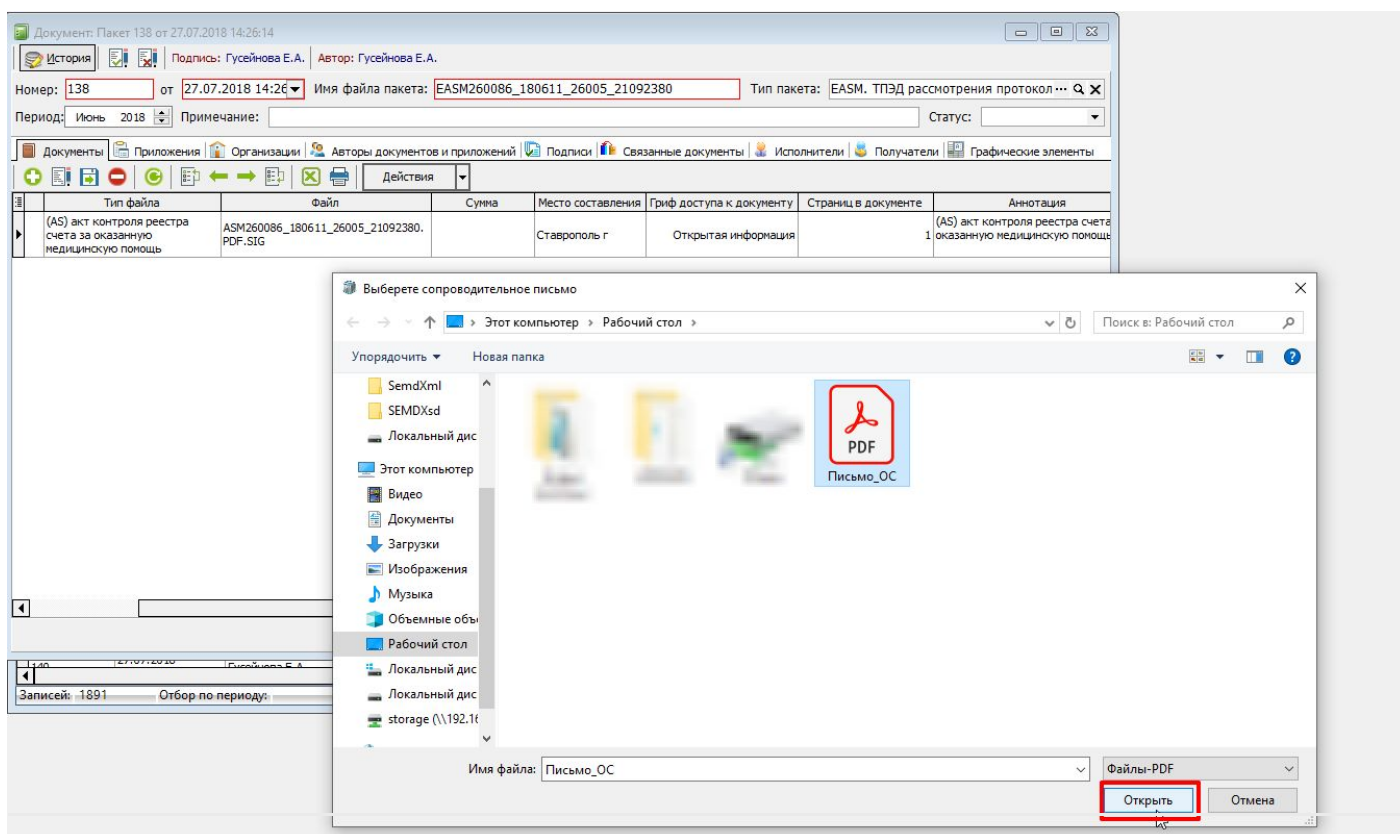 Документ: Пакет 138 от 27.07.2018 14:26:14
История Подпись: Гусейнова Е.А. Автор: Гусейнова Е.А.
Номер: 138 от 27.07.2018 14:26 Имя файла пакета: EASM260086_180611_26005_21092380 Тип пакета: EASM. ТПЭД рассмотрения протокол ...
Период: Июнь 2018 Примечание: Статус:
Документы Приложения Организации Авторы документов и приложений Подписи Связанные документы Исполнители Получатели Графические элементы
Действия
Тип файла Файл Сумма Место составления Гриф доступа к документу Страниц в документе Аннотация
(AS) акт контроля реестра счета за оказанную медицинскую помощь
ASM260086_180611_26005_21092380.
PDF.SIG
Ставрополь г Открытая информация 1
(AS) акт контроля реестра счета
оказанную медицинскую помощь
Выберете сопроводительное письмо
Этот компьютер Рабочий стол
Поиск в: Рабочий стол
Упорядочить Новая папка
SemdXml
SEMDXsd
Локальный дис
Этот компьютер
Видео
Документы
Загрузки
Изображения
Музыка
Объемные объ
Рабочий стол
Локальный дис
Локальный дис
storage (\\192.16
PDF
Письмо_ОС
Записей: 1891 Отбор по периоду:
Имя файла: Письмо_ОС Файлы-PDF
Открыть Отмена